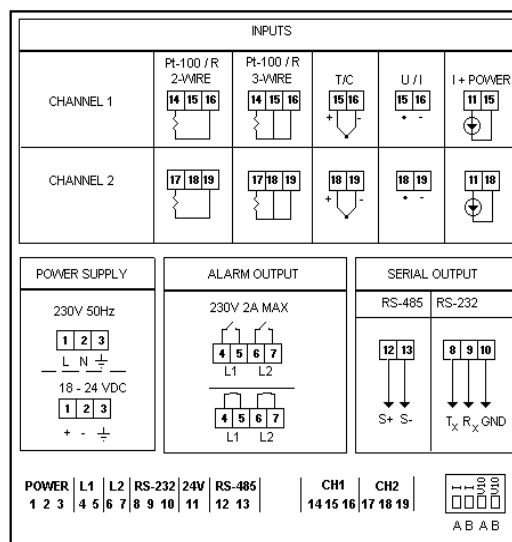 INPUTS
Pt-100 / R 2-WIRE
Pt-100 / R 3-WIRE
T/C
U / I
I + POWER
CHANNEL 1
14 15 16
14 15 16
15 16
15 16
11 15
+ -
+ -
CHANNEL 2
17 18 19
17 18 19
18 19
18 19
11 18
+ -
+ -
POWER SUPPLY
230V 50Hz
1 2 3
L N
18 - 24 VDC
1 2 3
+ -
ALARM OUTPUT
230V 2A MAX
4 5 6 7
L1 L2
4 5 6 7
L1 L2
SERIAL OUTPUT
RS-485
RS-232
12 13
8 9 10
S+ S-
Tx Rx GND
POWER L1 L2 RS-232 24V RS-485 CH1 CH2
1 2 3 4 5 6 7 8 9 10 11 12 13 14 15 16 17 18 19
I I U10 U10
A B A B